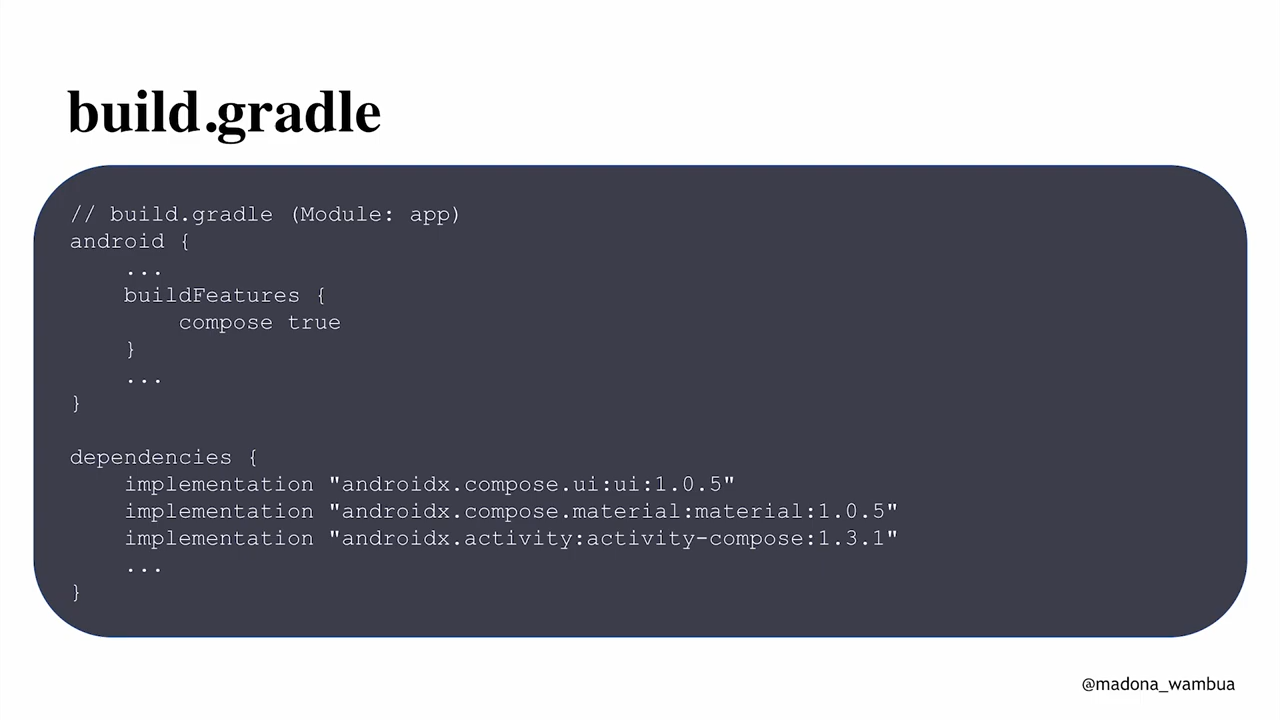 build.gradle
// build.gradle (Module: app)
android {
    ...
    buildFeatures {
        compose true
    }
    ...
}
dependencies {
    implementation "androidx.compose.ui:ui:1.0.5"
    implementation "androidx.compose.material:material:1.0.5"
    implementation "androidx.activity:activity-compose:1.3.1"
    ...
}
@madona_wambua